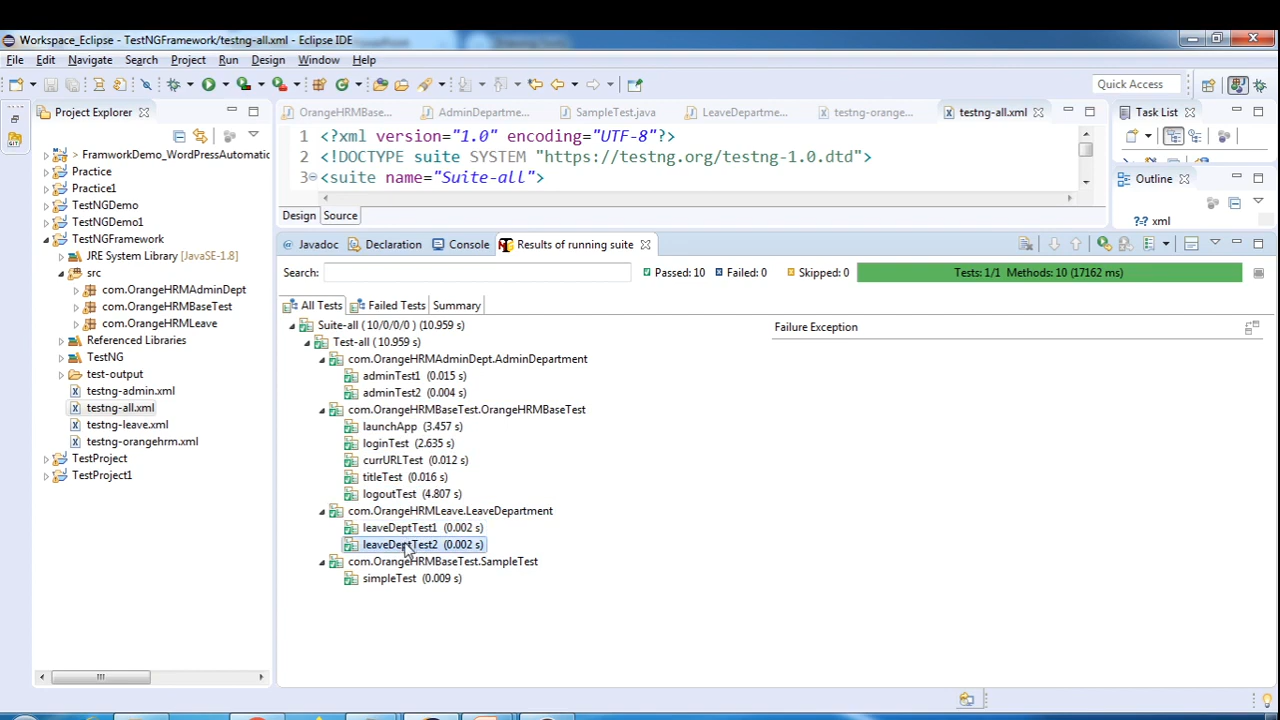 Workspace_Eclipse - TestNGFramework/testng-all.xml - Eclipse IDE
File Edit Navigate Search Project Run Design Window Help
Quick Access
Project Explorer
OrangeHRMBase... AdminDepartme... SampleTest.java LeaveDepartme... testng-orange... testng-all.xml
Task List
1 <?xml version="1.0" encoding="UTF-8"?>
2 <!DOCTYPE suite SYSTEM "https://testng.org/testng-1.0.dtd">
3 <suite name="Suite-all">
Design Source
Outline
xml
> FramworkDemo_WordPressAutomatic
Practice
Practice1
TestNGDemo
TestNGDemo1
TestNGFramework
JRE System Library [JavaSE-1.8]
src
com.OrangeHRMAdminDept
com.OrangeHRMBaseTest
com.OrangeHRMLeave
Referenced Libraries
TestNG
test-output
testng-admin.xml
testng-all.xml
testng-leave.xml
testng-orangehrm.xml
TestProject
TestProject1
@ Javadoc Declaration Console Results of running suite
Search: Passed: 10 Failed: 0 Skipped: 0 Tests: 1/1 Methods: 10 (17162 ms)
All Tests Failed Tests Summary
Suite-all ( 10/0/0/0 ) (10.959 s)
Test-all ( 10.959 s)
com.OrangeHRMAdminDept.AdminDepartment
adminTest1 (0.015 s)
adminTest2 (0.004 s)
com.OrangeHRMBaseTest.OrangeHRMBaseTest
launchApp (3.457 s)
loginTest (2.635 s)
currURLTest (0.012 s)
titleTest (0.016 s)
logoutTest (4.807 s)
com.OrangeHRMLeave.LeaveDepartment
leaveDeptTest1 (0.002 s)
leaveDeptTest2 (0.002 s)
com.OrangeHRMBaseTest.SampleTest
simpleTest (0.009 s)
Failure Exception